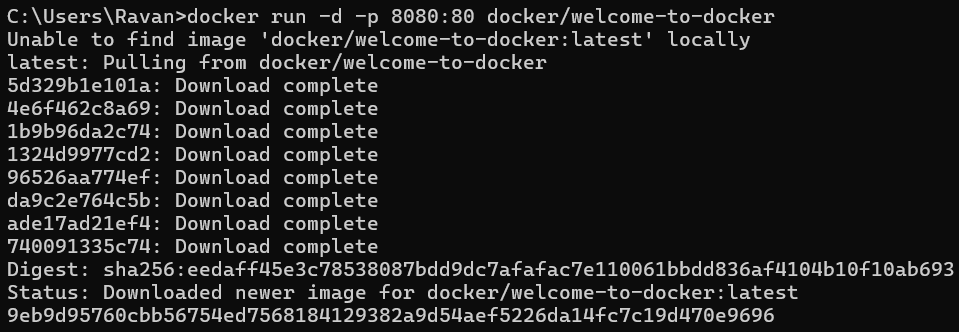 C:\Users\Ravan>docker run -d -p 8080:80 docker/welcome-to-docker
Unable to find image 'docker/welcome-to-docker:latest' locally
latest: Pulling from docker/welcome-to-docker
5d329b1e101a: Download complete
4e6f462c8a69: Download complete
1b9b96da2c74: Download complete
1324d9977cd2: Download complete
96526aa774ef: Download complete
da9c2e764c5b: Download complete
ade17ad21ef4: Download complete
740091335c74: Download complete
Digest: sha256:eedaff45e3c78538087bdd9dc7afafac7e110061bbdd836af4104b10f10ab693
Status: Downloaded newer image for docker/welcome-to-docker:latest
9eb9d95760cbb56754ed7568184129382a9d54aef5226da14fc7c19d470e9696